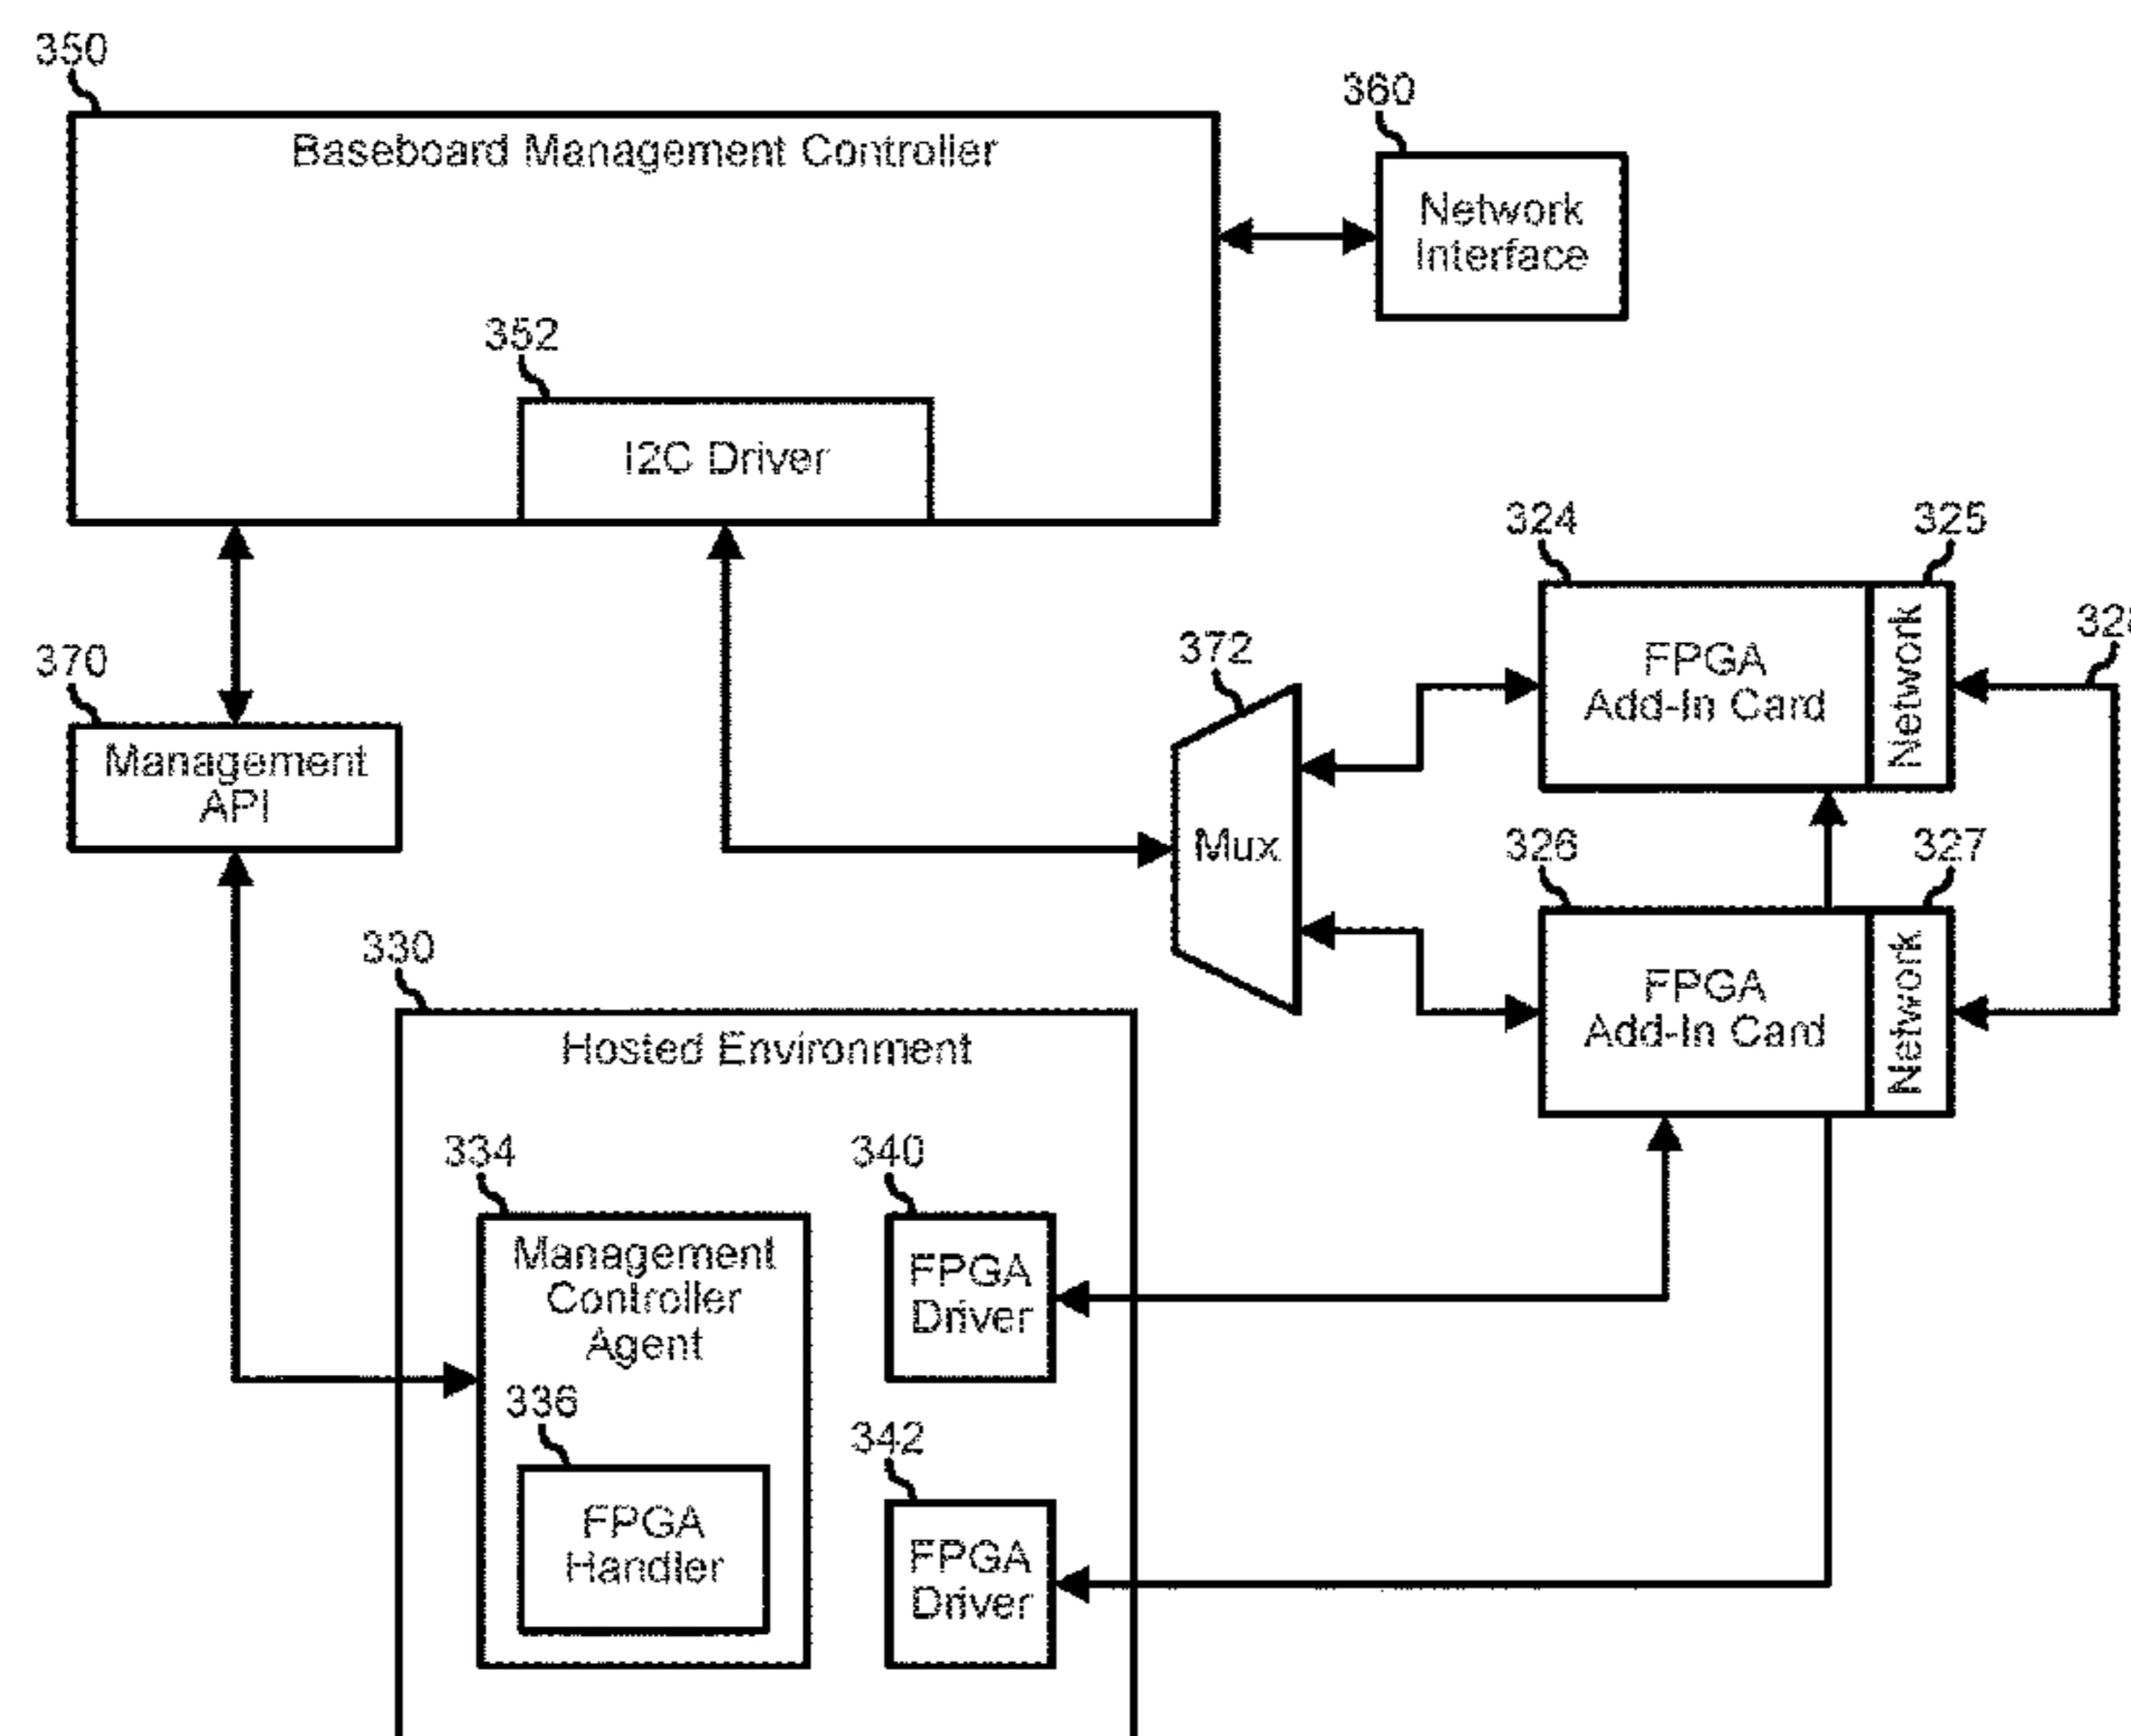 350
360
Baseboard Management Controller
Network
Interface
352
I2C Driver
324
325
FPGA
Add-In Card
Network
370
372
Management
API
Mux
326
327
FPGA
Add-In Card
Network
330
Hosted Environment
334
340
Management
Controller
Agent
FPGA
Driver
336
342
FPGA
Handler
FPGA
Driver